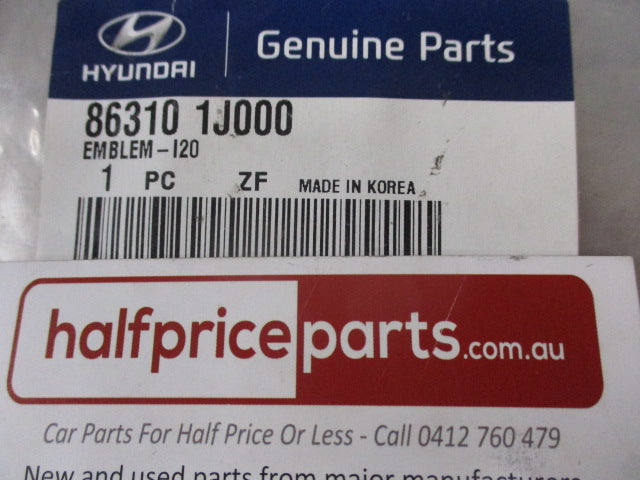 HYUNDAI
Genuine Parts
86310 1J000
EMBLEM-I20
1 PC ZF MADE IN KOREA
halfpriceparts.com.au
Car Parts For Half Price Or Less - Call 0412 760 479
New and used parts from major manufacturers